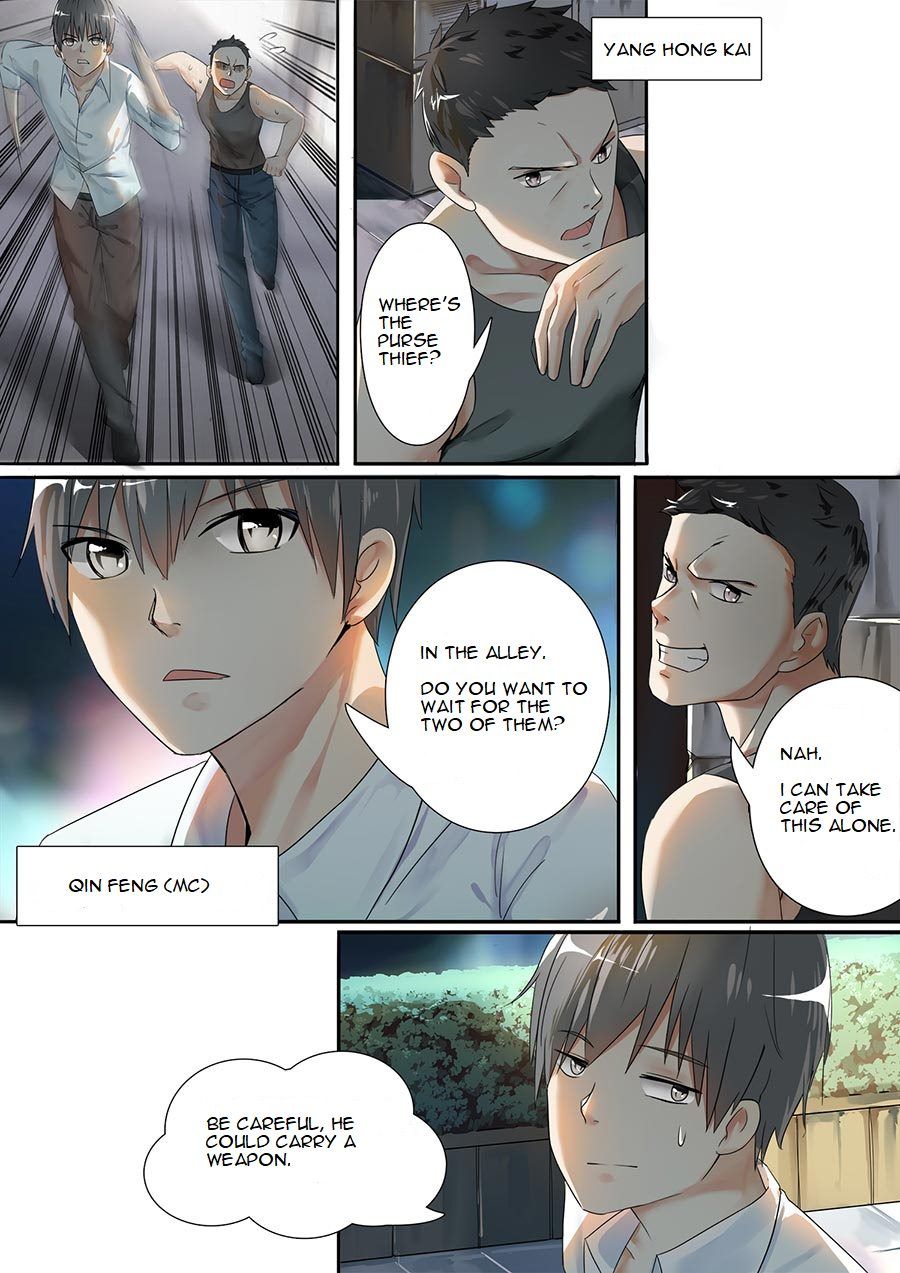 YANG HONG KAI
WHERE'S
THE
PURSE
THIEF?
IN THE ALLEY.
DO YOU WANT TO
WAIT FOR THE
TWO OF THEM?
QIN FENG (MC)
NAH.
I CAN TAKE
CARE OF
THIS ALONE.
BE CAREFUL, HE
COULD CARRY A
WEAPON.